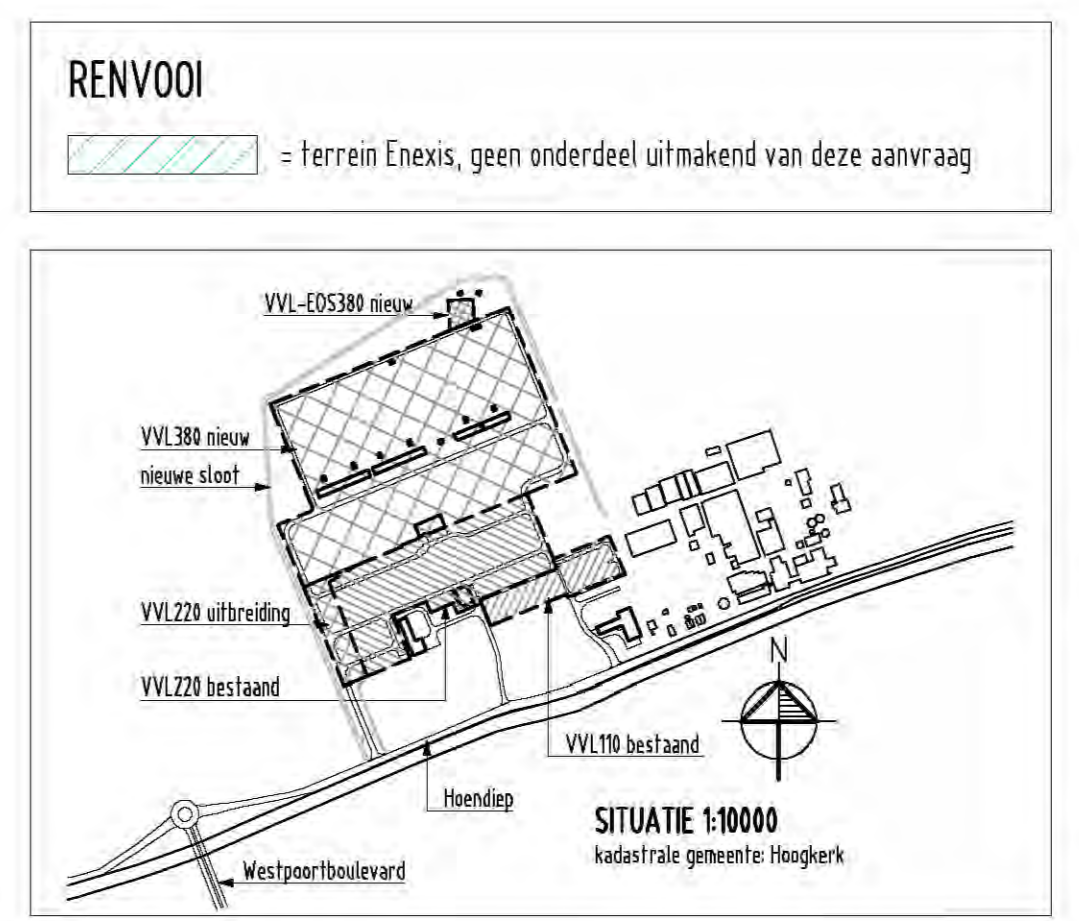 RENVOOI
= terrein Enexis, geen onderdeel uitmakend van deze aanvraag
VVL-EOS380 nieuw
VVL380 nieuw
nieuwe sloot
VVL220 uitbreiding
VVL220 bestaand
N
VVL110 bestaand
Hoendiep
SITUATIE 1:10000
kadastrale gemeente: Hoogkerk
Westpoortboulevard